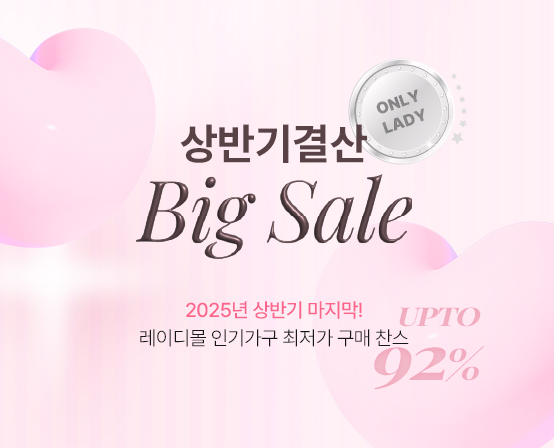 ONLY
LADY
상반기결산
Big Sale
2025년 상반기 마지막!
레이디몰 인기가구 최저가 구매 찬스
UPTO
92%